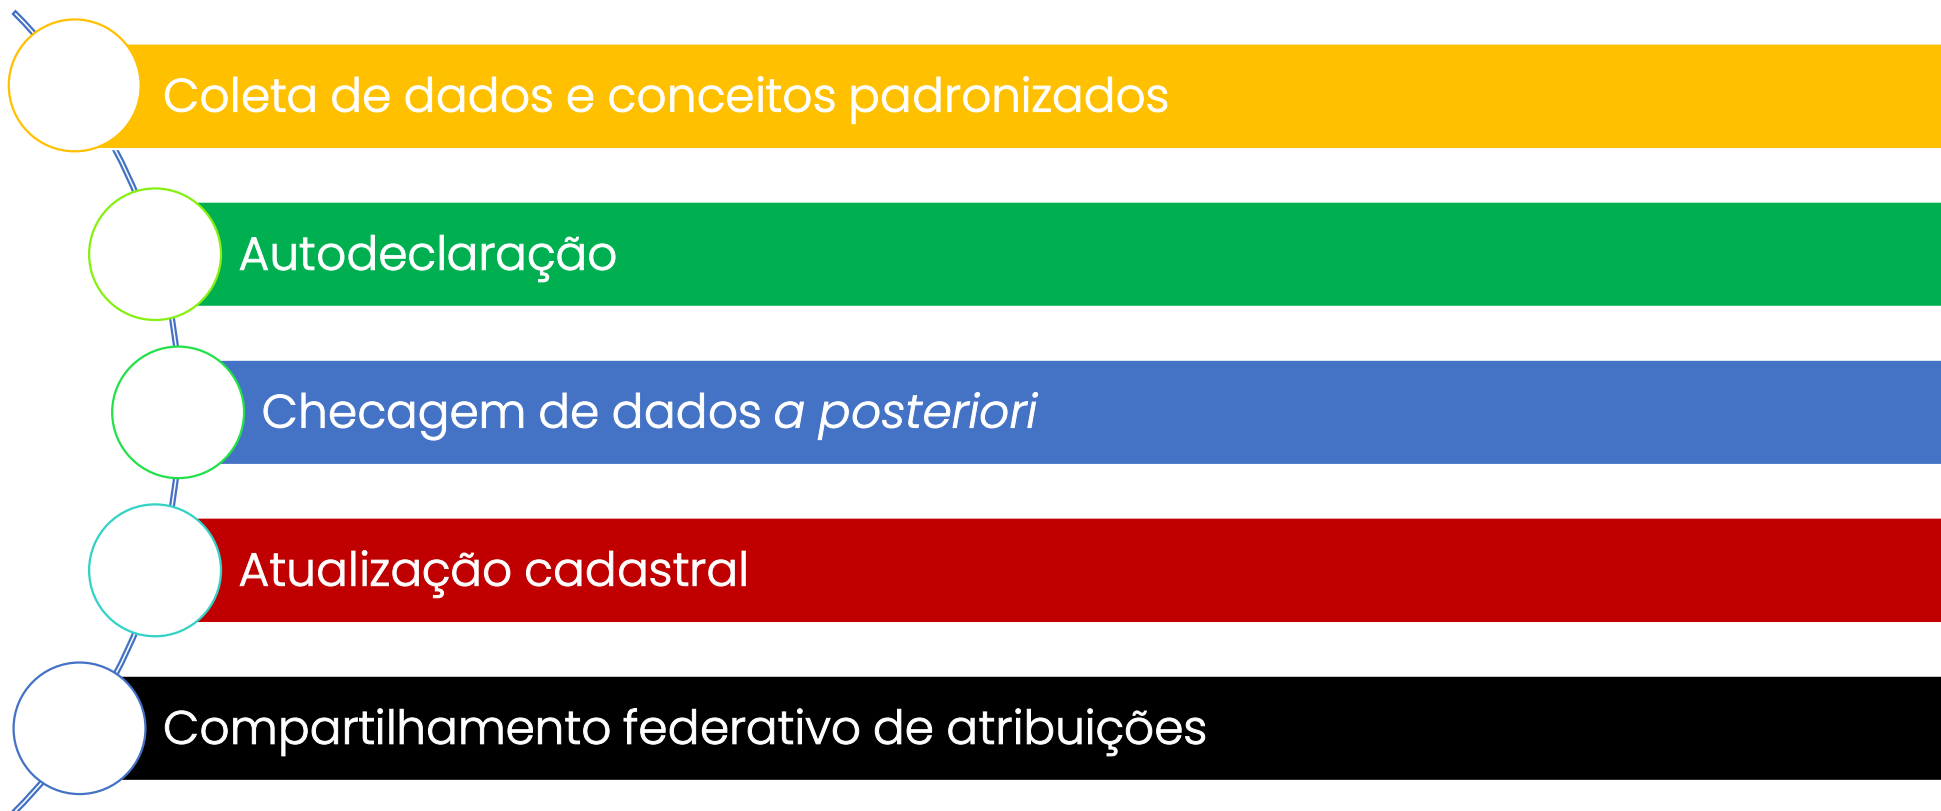 Coleta de dados e conceitos padronizados
Autodeclaração
Checagem de dados a posteriori
Atualização cadastral
Compartilhamento federativo de atribuições